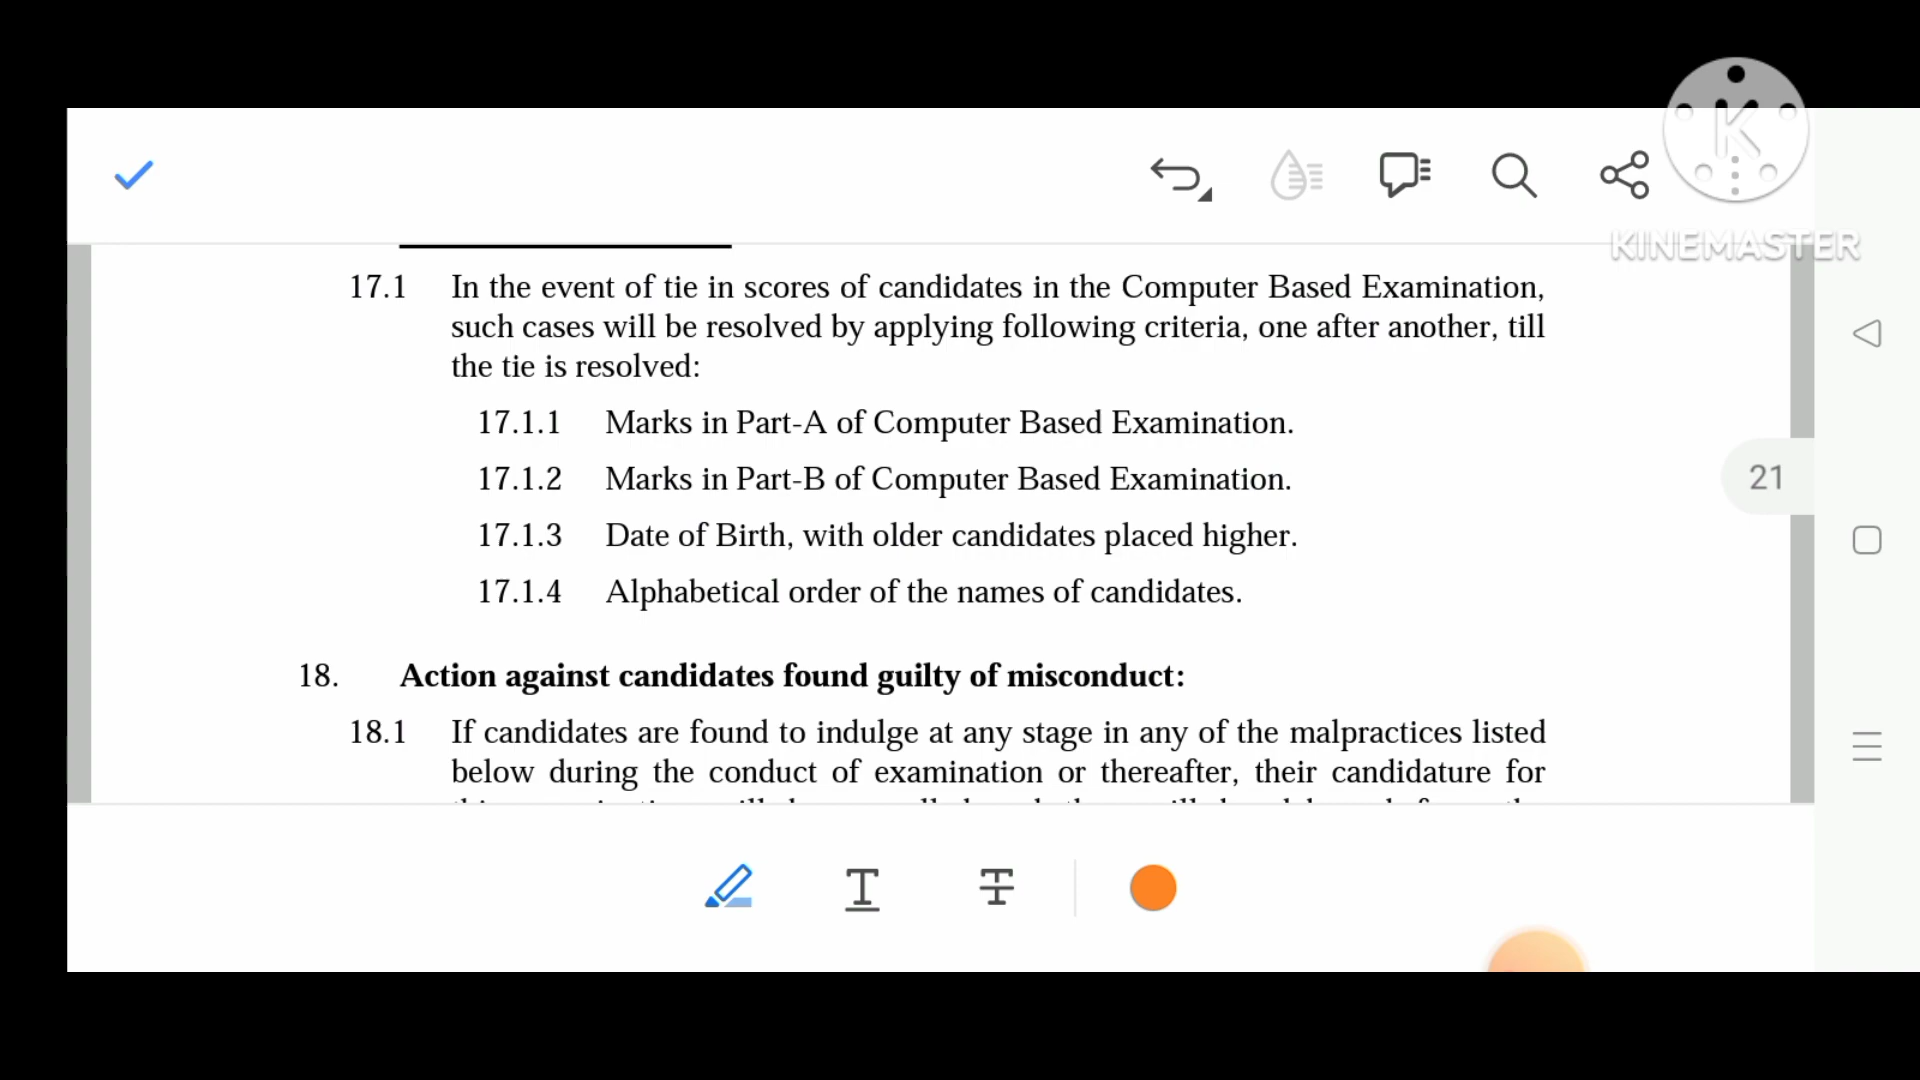 KINEMASTER
17.1 In the event of tie in scores of candidates in the Computer Based Examination,
such cases will be resolved by applying following criteria, one after another, till
the tie is resolved:
17.1.1 Marks in Part-A of Computer Based Examination.
17.1.2 Marks in Part-B of Computer Based Examination.
21
17.1.3 Date of Birth, with older candidates placed higher.
17.1.4 Alphabetical order of the names of candidates.
18. Action against candidates found guilty of misconduct:
18.1 If candidates are found to indulge at any stage in any of the malpractices listed
below during the conduct of examination or thereafter, their candidature for